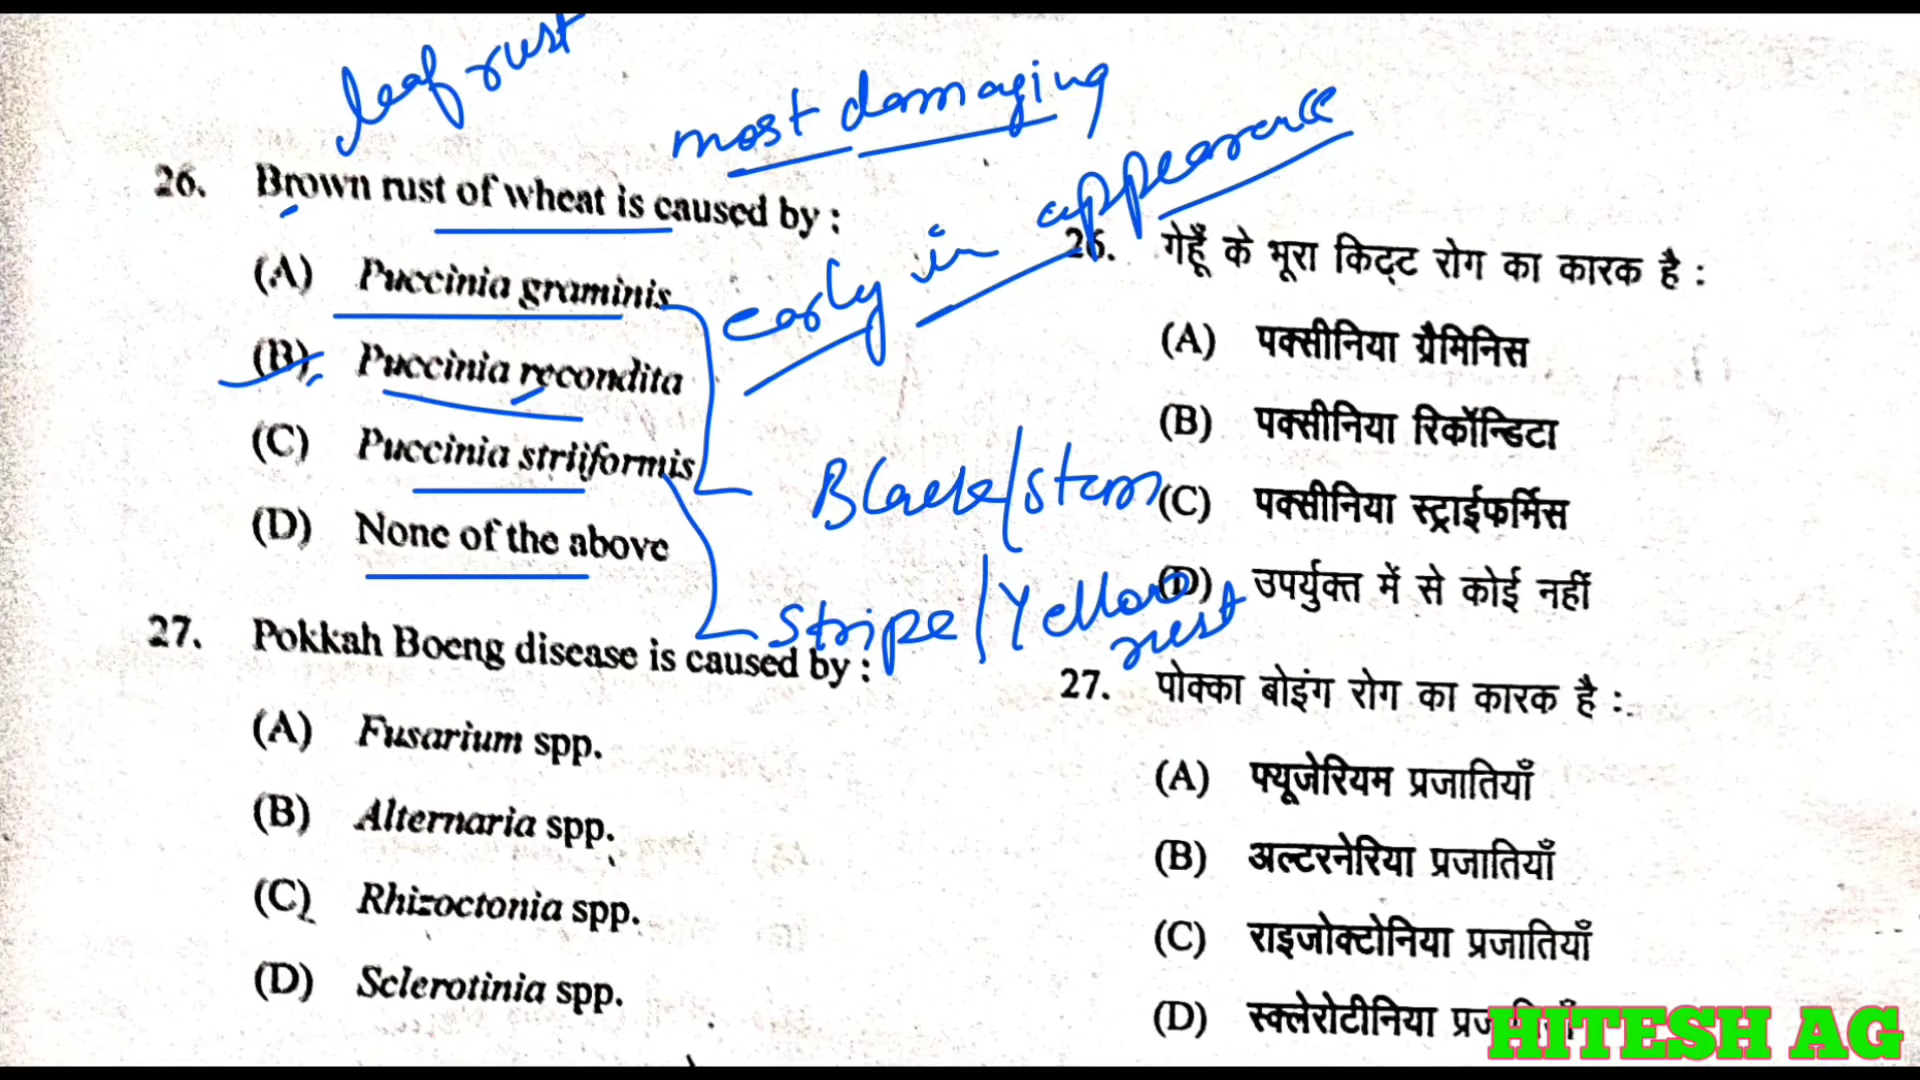 leaf rust
most damaging
early in appearance
26. Brown rust of wheat is caused by :
(A) Puccinia graminis
(B) Puccinia recondita
(C) Puccinia striiformis
(D) None of the above
Black/stem
Stripe/Yellow
rust
27. Pokkah Boeng disease is caused by :
(A) Fusarium spp.
(B) Alternaria spp.
(C) Rhizoctonia spp.
(D) Sclerotinia spp.
26. गेहूँ के भूरा किट्ट रोग का कारक है :
(A) पक्सीनिया ग्रैमिनिस
(B) पक्सीनिया रिकॉन्डिटा
(C) पक्सीनिया स्ट्राईफर्मिस
(D) उपर्युक्त में से कोई नहीं
27. पोक्का बोइंग रोग का कारक है :
(A) फ्यूजेरियम प्रजातियाँ
(B) अल्टरनेरिया प्रजातियाँ
(C) राइजोक्टोनिया प्रजातियाँ
(D) स्क्लेरोटीनिया
HITESH AG